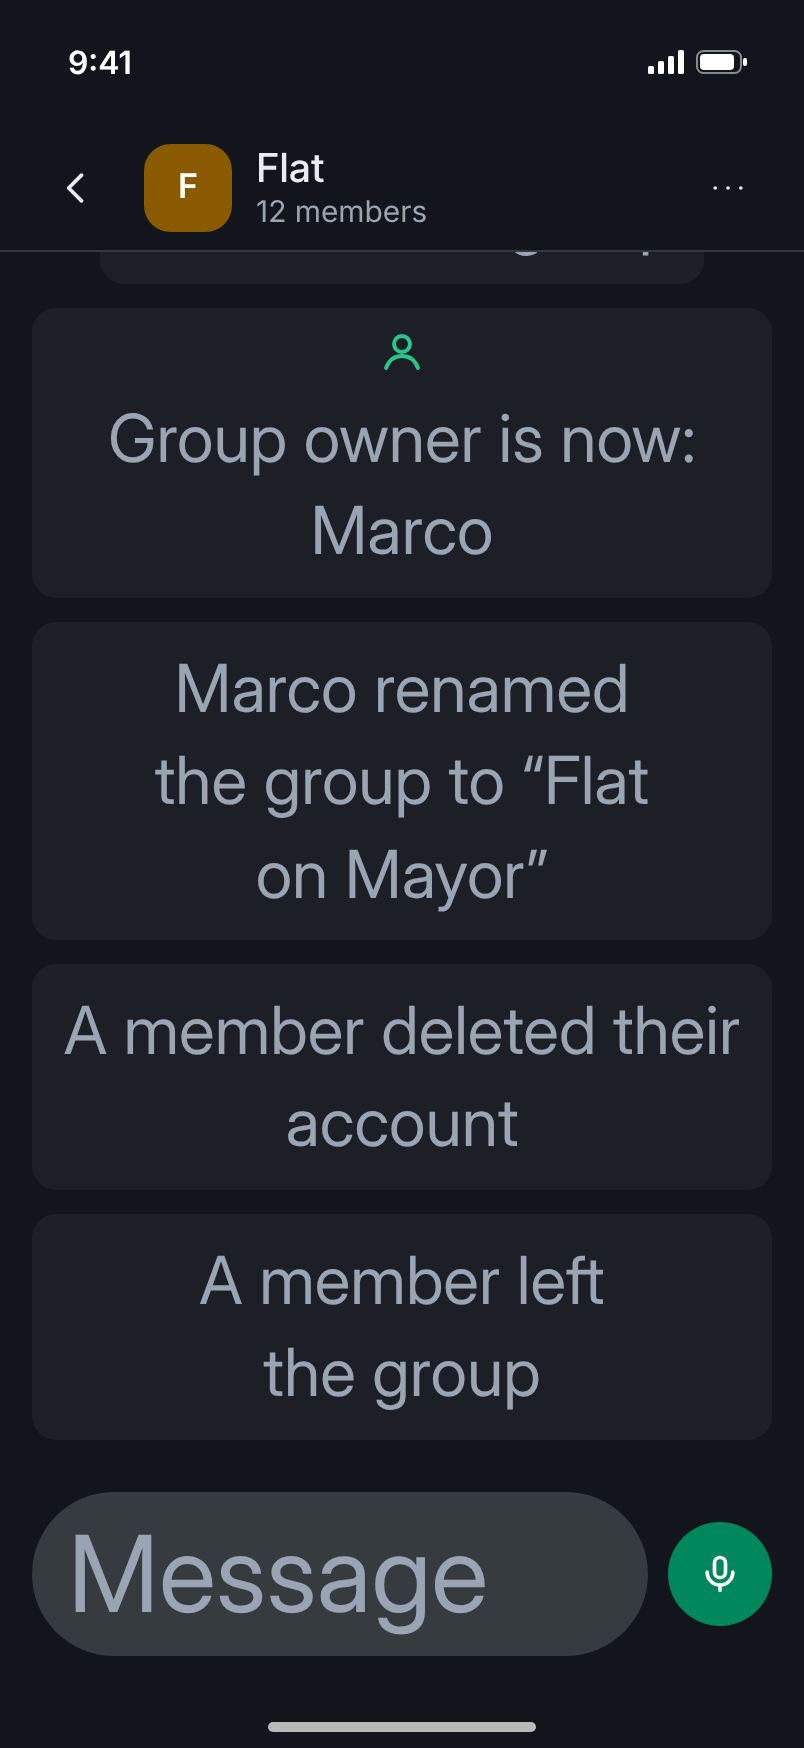 9:41
F
Flat
12 members
Group owner is now:
Marco
Marco renamed
the group to “Flat
on Mayor”
A member deleted their
account
A member left
the group
Message